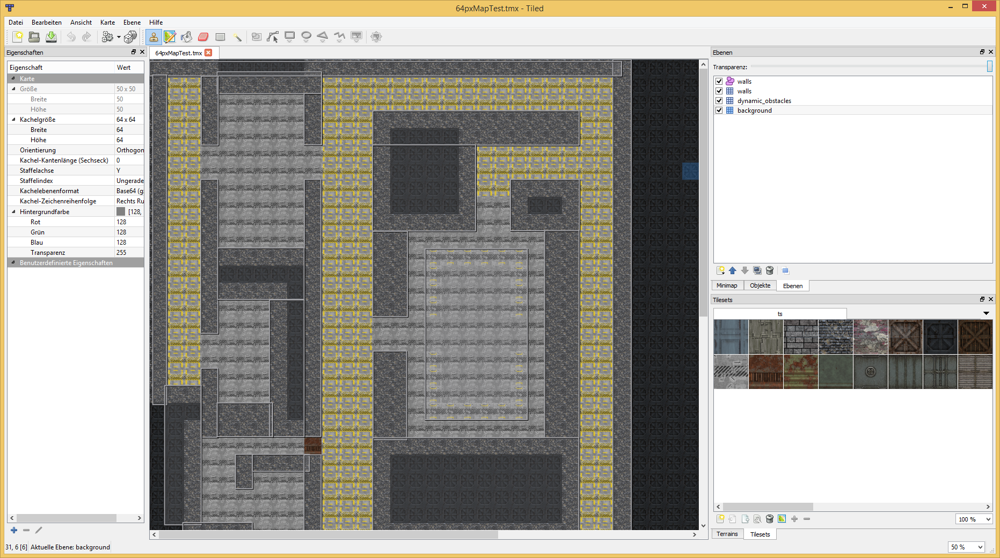 64pxMapTest.tmx - Tiled
Datei Bearbeiten Ansicht Karte Ebene Hilfe
Eigenschaften
Eigenschaft Wert
Karte
Größe 50 x 50
Breite 50
Höhe 50
Kachelgröße 64 x 64
Breite 64
Höhe 64
Orientierung Orthogon
Kachel-Kantenlänge (Sechseck) 0
Staffelachse Y
Staffelindex Ungerade
Kachelebenenformat Base64 (gz
Kachel-Zeichenreihenfolge Rechts Ru
Hintergrundfarbe [128,
Rot 128
Grün 128
Blau 128
Transparenz 255
Benutzerdefinierte Eigenschaften
64pxMapTest.tmx
Ebenen
Transparenz:
walls
walls
dynamic_obstacles
background
Minimap Objekte Ebenen
Tilesets
ts
100 %
Terrains Tilesets
31, 6 [6] Aktuelle Ebene: background
50 %